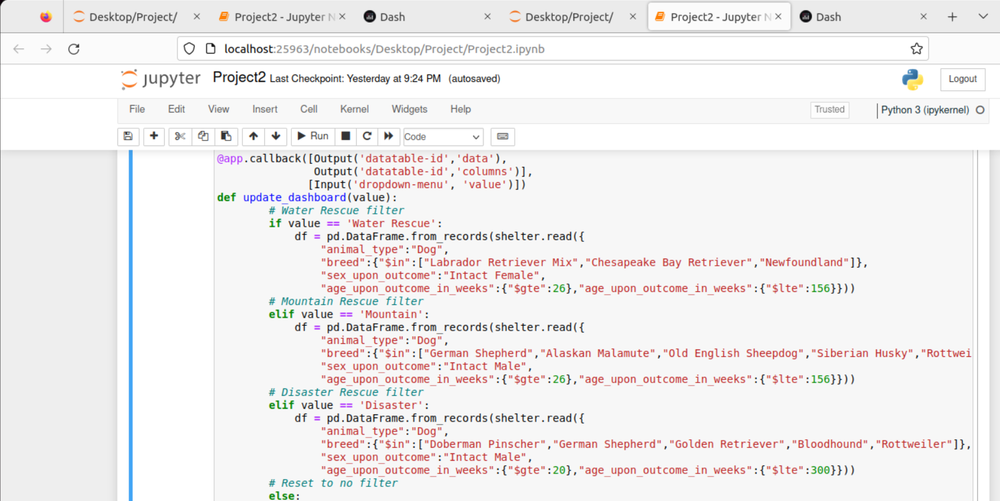 Desktop/Project/
Project2 - Jupyter N
Dash
Desktop/Project/
Project2 - Jupyter N
Dash
localhost:25963/notebooks/Desktop/Project/Project2.ipynb
jupyter Project2 Last Checkpoint: Yesterday at 9:24 PM (autosaved)
Logout
File Edit View Insert Cell Kernel Widgets Help
Trusted
Python 3 (ipykernel)
Run
Code
@app.callback([Output('datatable-id','data'),
Output('datatable-id','columns')],
[Input('dropdown-menu', 'value')])
def update_dashboard(value):
# Water Rescue filter
if value == 'Water Rescue':
df = pd.DataFrame.from_records(shelter.read({
"animal_type":"Dog",
"breed":{"$in":["Labrador Retriever Mix","Chesapeake Bay Retriever","Newfoundland"]},
"sex_upon_outcome":"Intact Female",
"age_upon_outcome_in_weeks":{"$gte":26},"age_upon_outcome_in_weeks":{"$lte":156}}))
# Mountain Rescue filter
elif value == 'Mountain':
df = pd.DataFrame.from_records(shelter.read({
"animal_type":"Dog",
"breed":{"$in":["German Shepherd","Alaskan Malamute","Old English Sheepdog","Siberian Husky","Rottwei
"sex_upon_outcome":"Intact Male",
"age_upon_outcome_in_weeks":{"$gte":26},"age_upon_outcome_in_weeks":{"$lte":156}}))
# Disaster Rescue filter
elif value == 'Disaster':
df = pd.DataFrame.from_records(shelter.read({
"animal_type":"Dog",
"breed":{"$in":["Doberman Pinscher","German Shepherd","Golden Retriever","Bloodhound","Rottweiler"]},
"sex_upon_outcome":"Intact Male",
"age_upon_outcome_in_weeks":{"$gte":20},"age_upon_outcome_in_weeks":{"$lte":300}}))
# Reset to no filter
else: